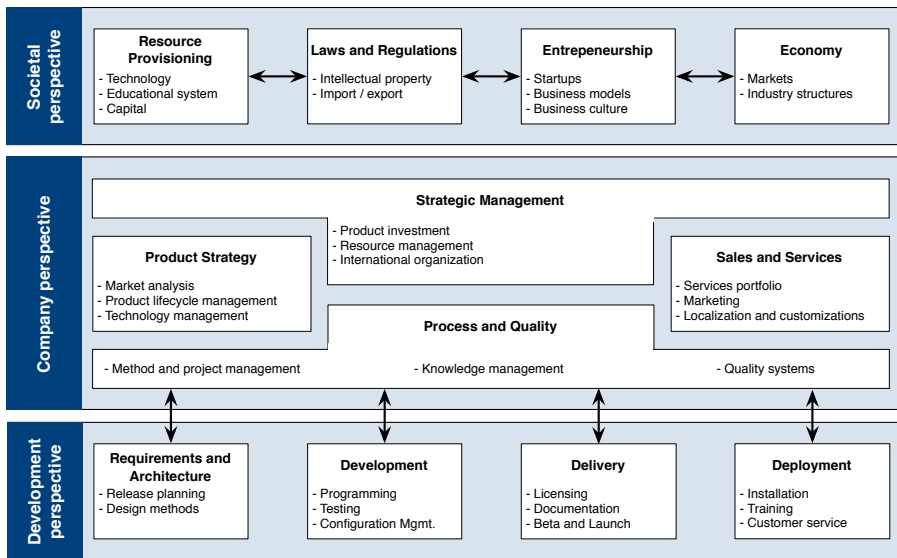 Societal
perspective
Resource
Provisioning
- Technology
- Educational system
- Capital
Laws and Regulations
- Intellectual property
- Import / export
Entrepeneurship
- Startups
- Business models
- Business culture
Economy
- Markets
- Industry structures
Company perspective
Strategic Management
- Product investment
- Resource management
- International organization
Product Strategy
- Market analysis
- Product lifecycle management
- Technology management
Sales and Services
- Services portfolio
- Marketing
- Localization and customizations
Process and Quality
- Method and project management
- Knowledge management
- Quality systems
Development
perspective
Requirements and
Architecture
- Release planning
- Design methods
Development
- Programming
- Testing
- Configuration Mgmt.
Delivery
- Licensing
- Documentation
- Beta and Launch
Deployment
- Installation
- Training
- Customer service